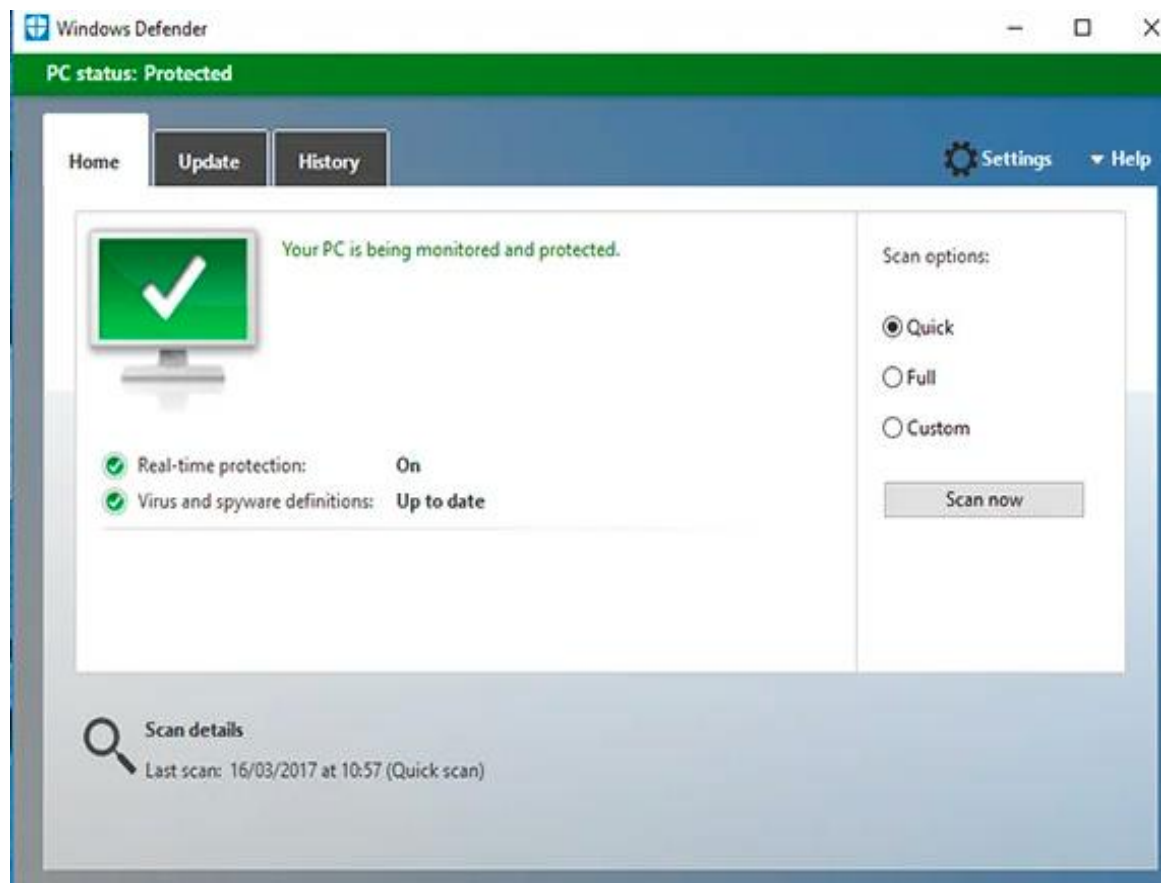 Windows Defender
PC status: Protected
Home
Update
History
Settings
Help
Your PC is being monitored and protected.
Real-time protection: On
Virus and spyware definitions: Up to date
Scan options:
Quick
Full
Custom
Scan now
Scan details
Last scan: 16/03/2017 at 10:57 (Quick scan)